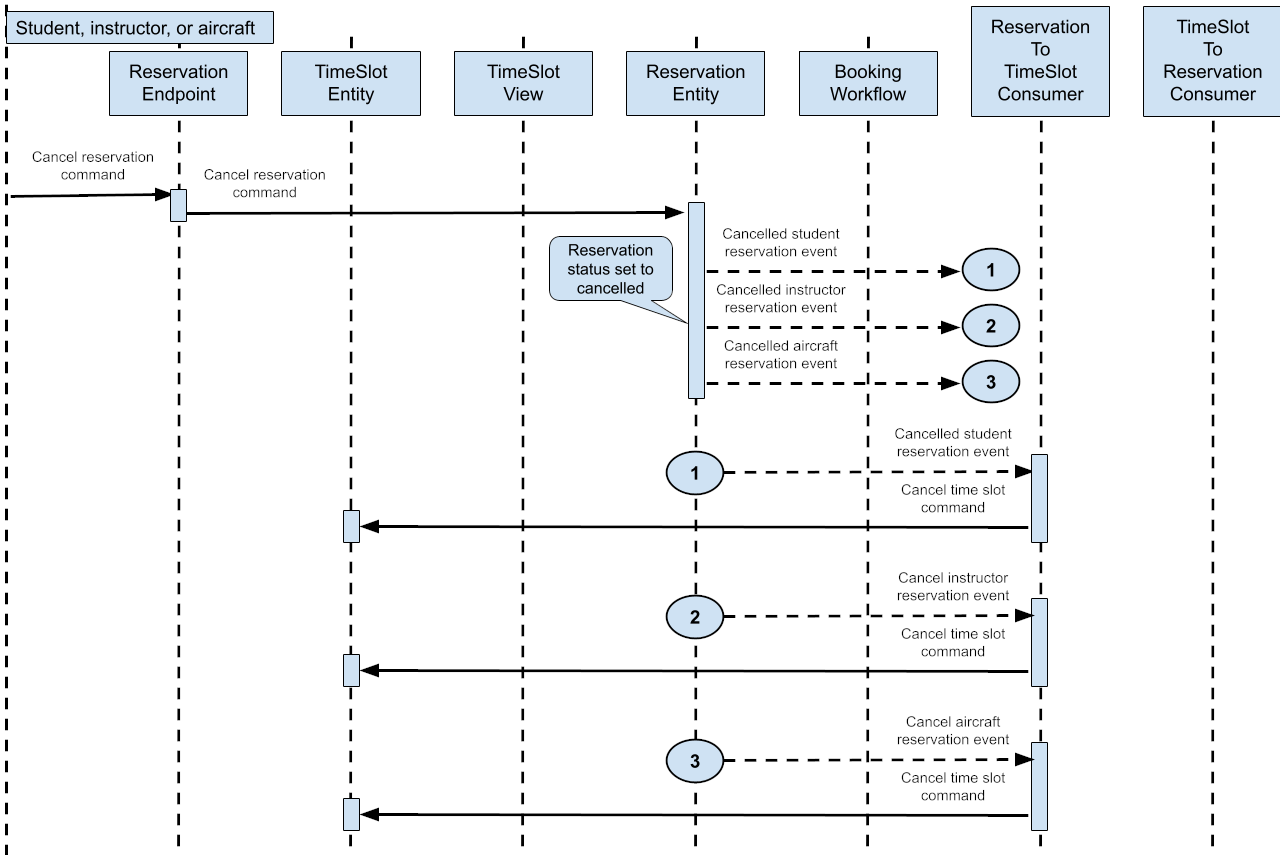 Student, instructor, or aircraft
Reservation
Endpoint
TimeSlot
Entity
TimeSlot
View
Reservation
Entity
Booking
Workflow
Reservation
To
TimeSlot
Consumer
TimeSlot
To
Reservation
Consumer
Cancel reservation
command
Cancel reservation
command
Reservation
status set to
cancelled
Cancelled student
reservation event
1
Cancelled instructor
reservation event
2
Cancelled aircraft
reservation event
3
Cancelled student
reservation event
1
Cancel time slot
command
Cancel instructor
reservation event
2
Cancel time slot
command
Cancel aircraft
reservation event
3
Cancel time slot
command